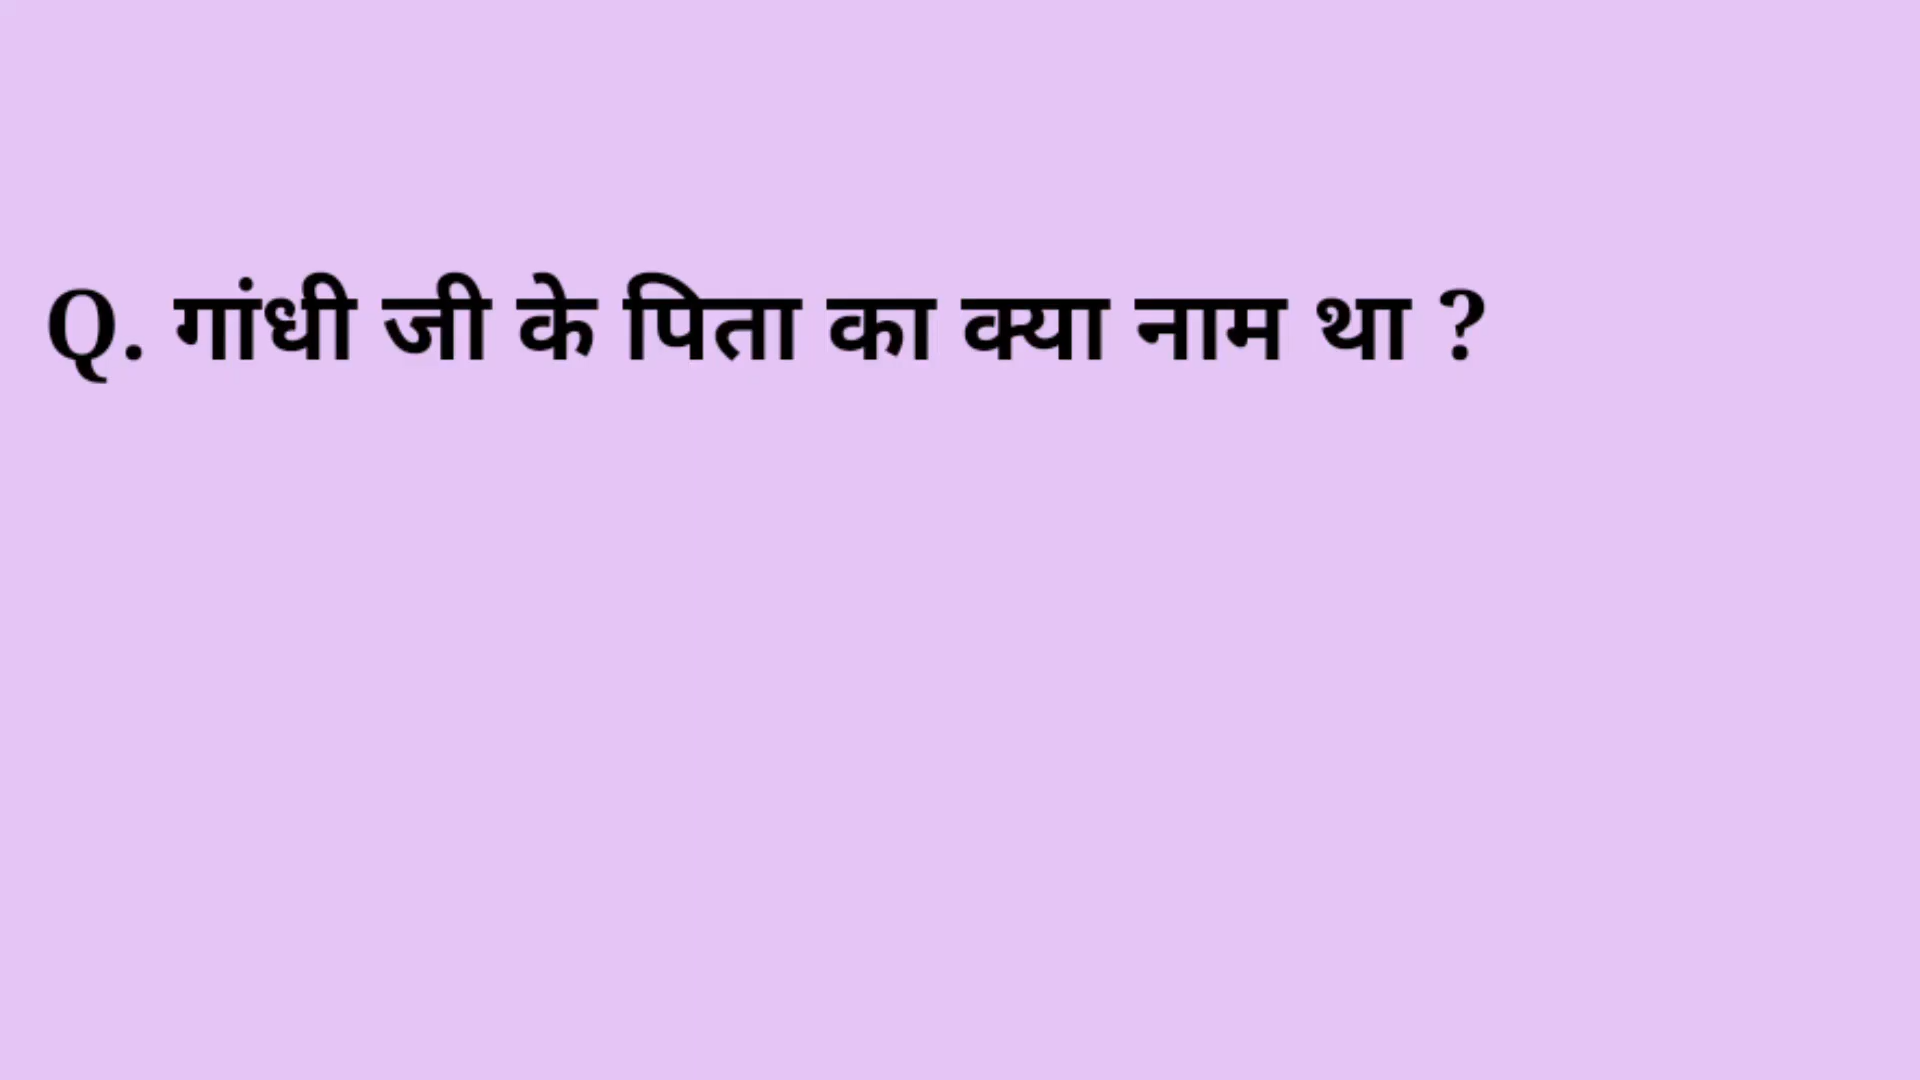 Q. गांधी जी के पिता का क्या नाम था ?